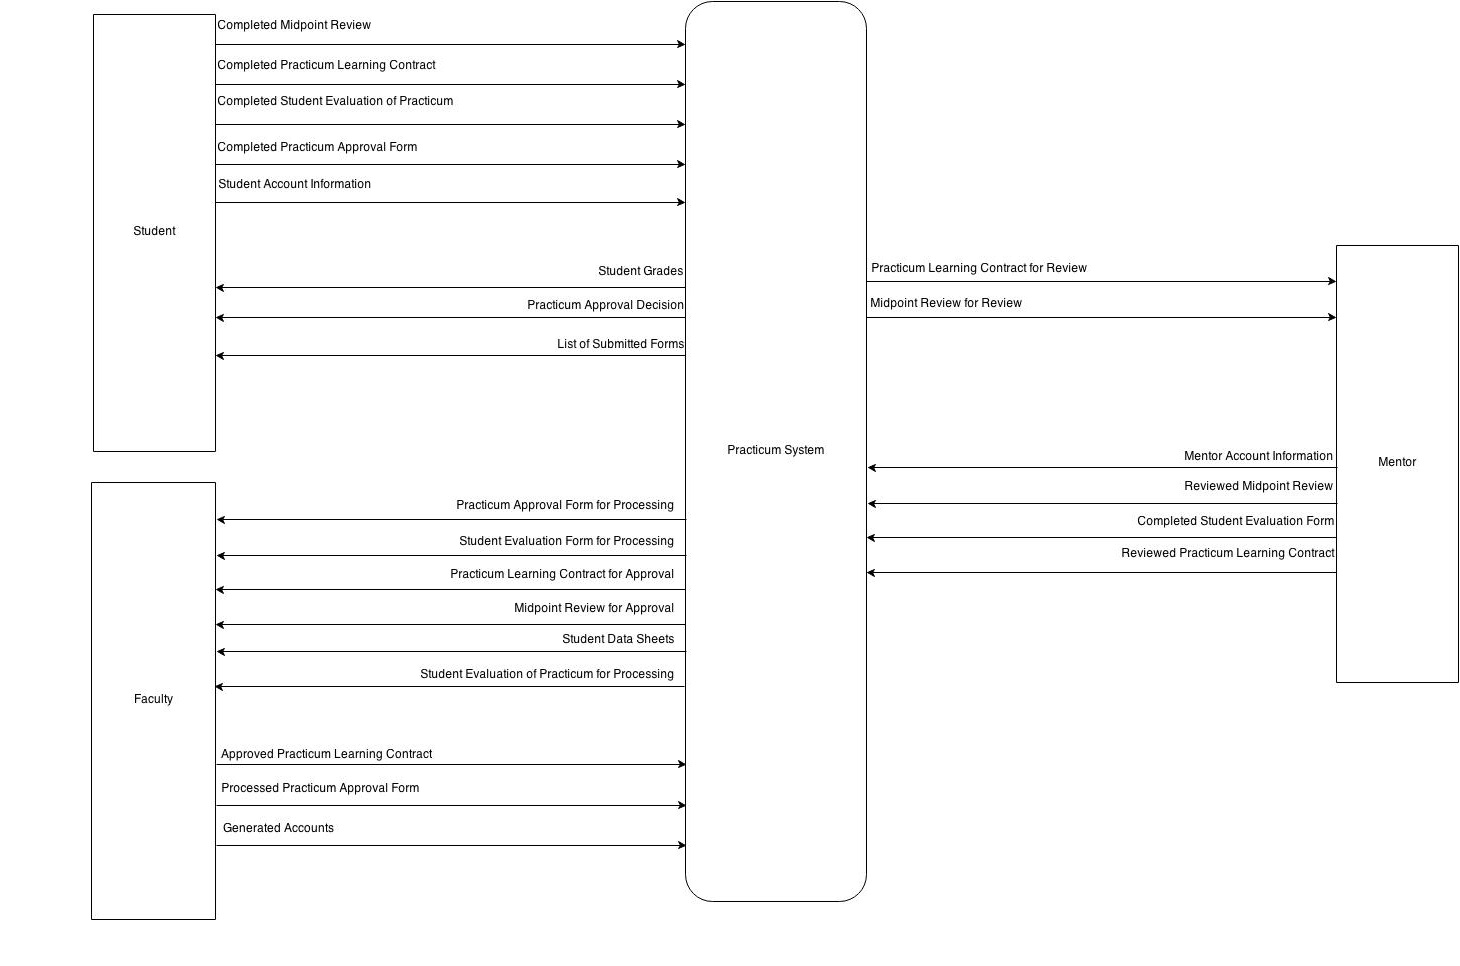 Completed Midpoint Review
Completed Practicum Learning Contract
Completed Student Evaluation of Practicum
Completed Practicum Approval Form
Student Account Information
Student
Student Grades
Practicum Approval Decision
List of Submitted Forms
Practicum Learning Contract for Review
Midpoint Review for Review
Practicum System
Mentor Account Information
Mentor
Reviewed Midpoint Review
Completed Student Evaluation Form
Reviewed Practicum Learning Contract
Practicum Approval Form for Processing
Student Evaluation Form for Processing
Practicum Learning Contract for Approval
Midpoint Review for Approval
Student Data Sheets
Student Evaluation of Practicum for Processing
Faculty
Approved Practicum Learning Contract
Processed Practicum Approval Form
Generated Accounts